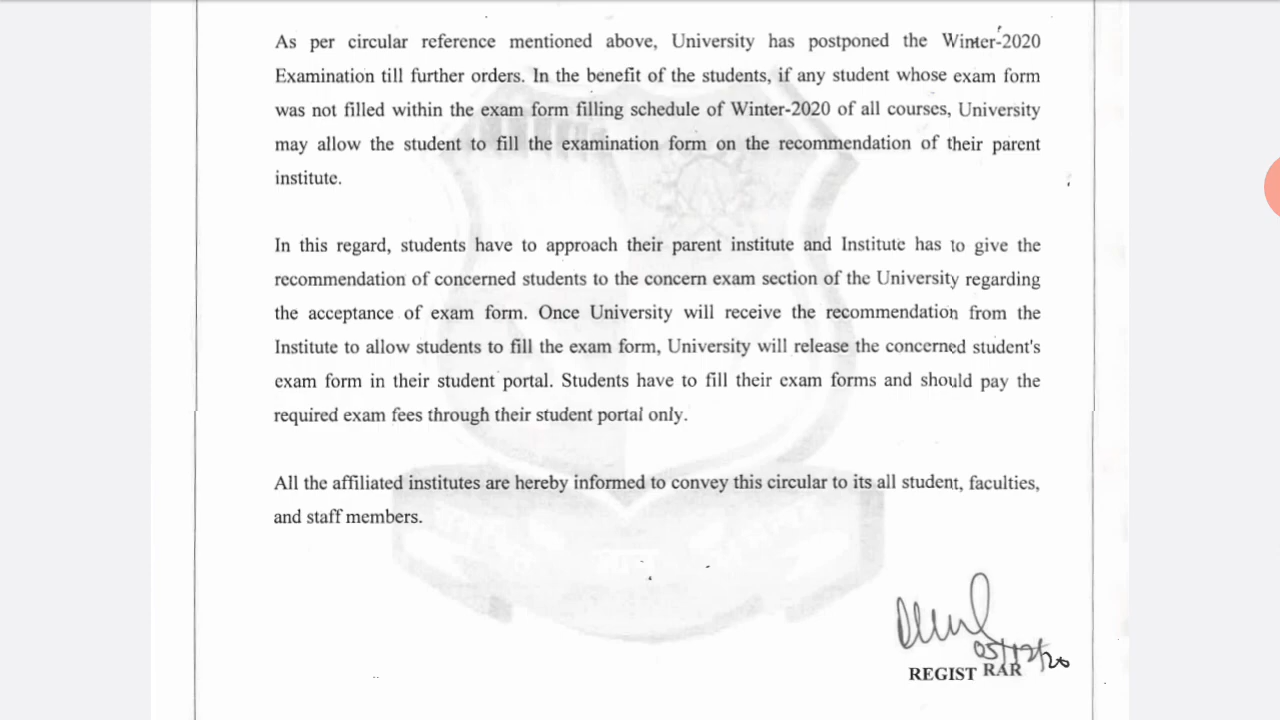 As per circular reference mentioned above, University has postponed the Winter-2020
Examination till further orders. In the benefit of the students, if any student whose exam form
was not filled within the exam form filling schedule of Winter-2020 of all courses, University
may allow the student to fill the examination form on the recommendation of their parent
institute.
In this regard, students have to approach their parent institute and Institute has to give the
recommendation of concerned students to the concern exam section of the University regarding
the acceptance of exam form. Once University will receive the recommendation from the
Institute to allow students to fill the exam form, University will release the concerned student's
exam form in their student portal. Students have to fill their exam forms and should pay the
required exam fees through their student portal only.
All the affiliated institutes are hereby informed to convey this circular to its all student, faculties,
and staff members.
05/12/20
REGISTRAR